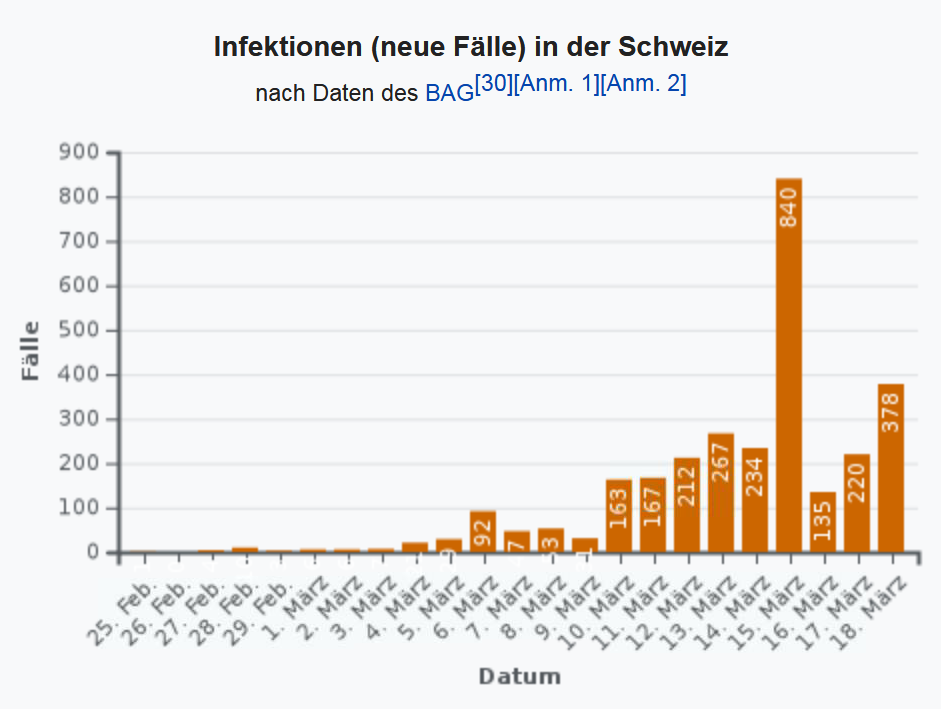 Infektionen (neue Fälle) in der Schweiz
nach Daten des BAG[30][Anm. 1][Anm. 2]
Fälle
900
800
700
600
500
400
300
200
100
0
92
163
167
212
267
234
840
135
220
378
25. Feb.
26. Feb.
27. Feb.
28. Feb.
29. Feb.
1. März
2. März
3. März
4. März
5. März
6. März
7. März
8. März
9. März
10. März
11. März
12. März
13. März
14. März
15. März
16. März
17. März
18. März
Datum